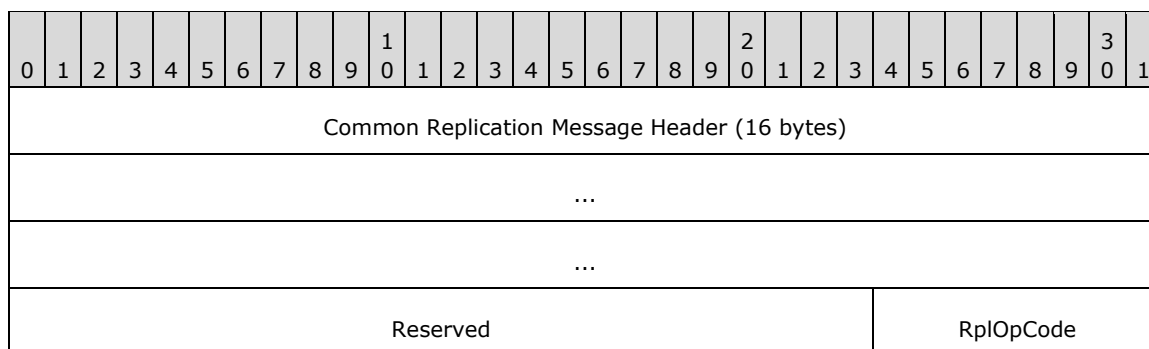 1 2 3
0 1 2 3 4 5 6 7 8 9 0 1 2 3 4 5 6 7 8 9 0 1 2 3 4 5 6 7 8 9 0 1
Common Replication Message Header (16 bytes)
...
...
Reserved RplOpCode